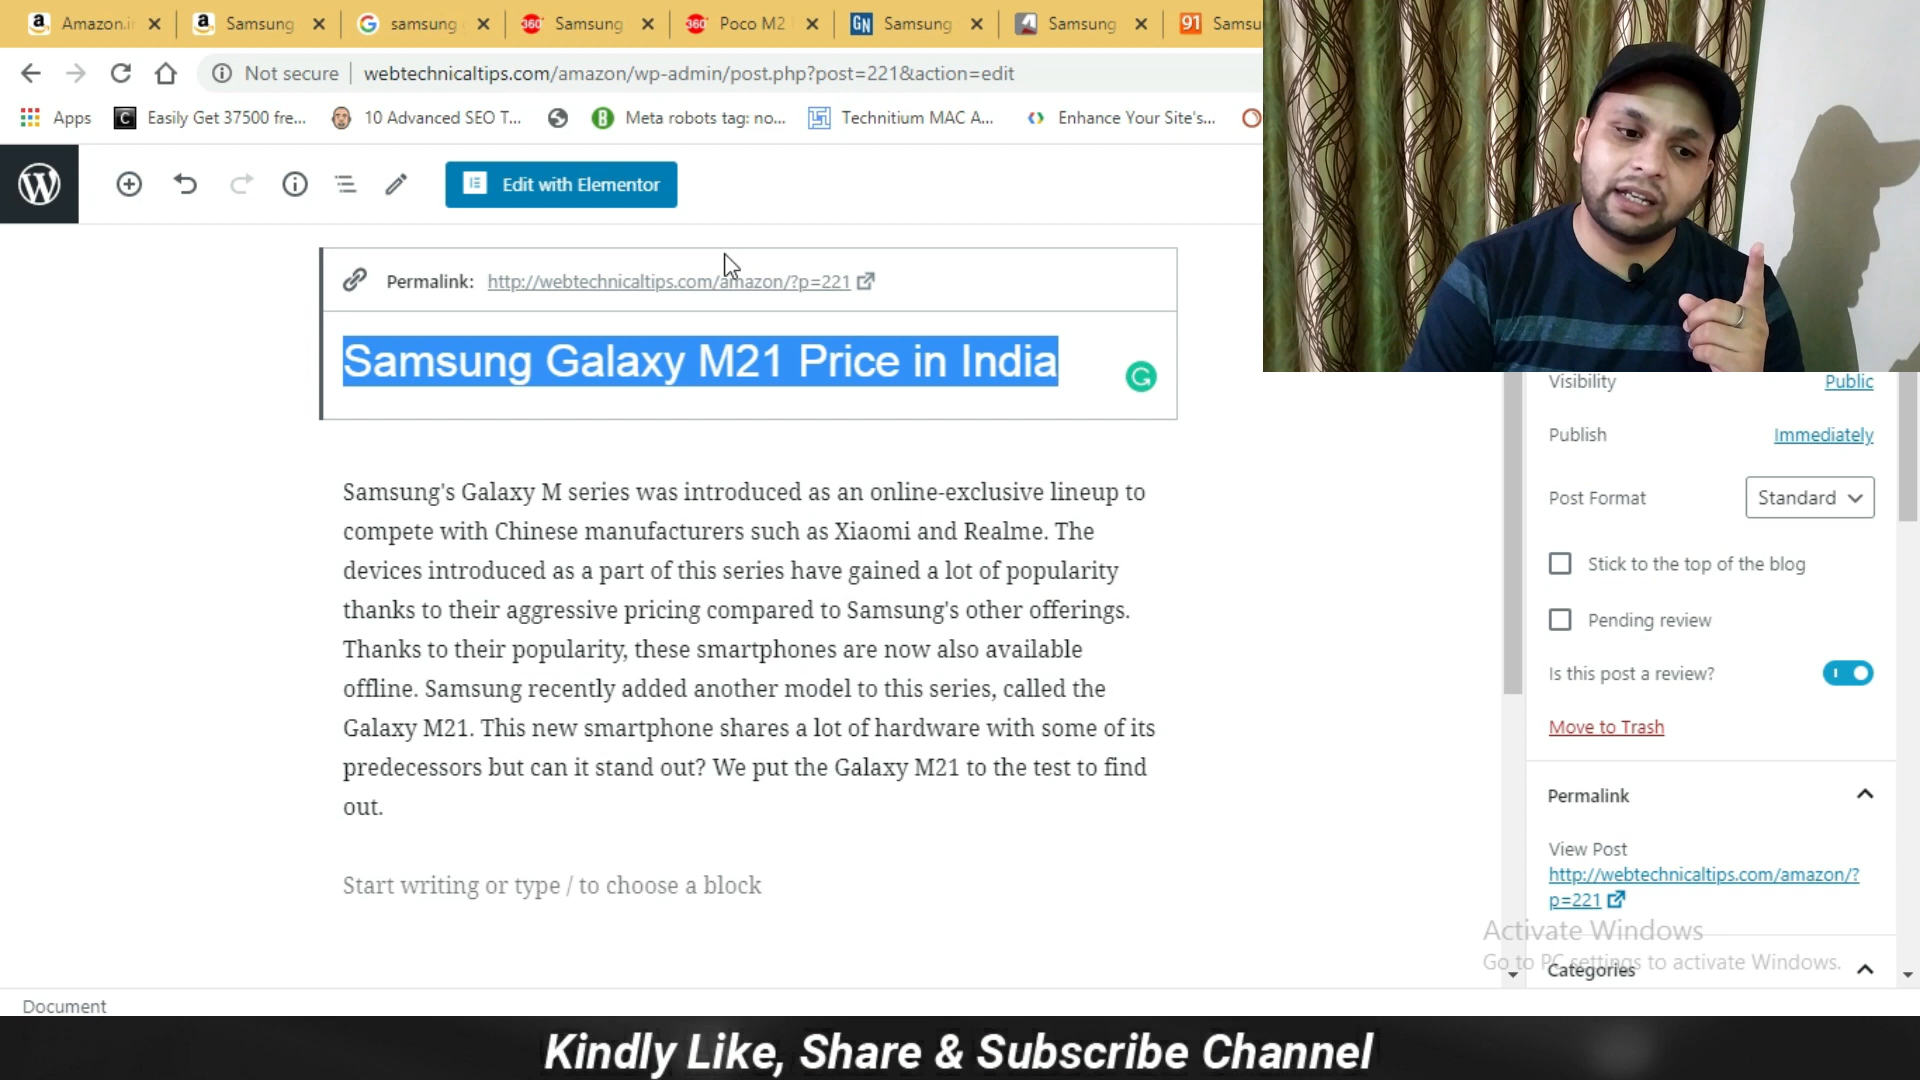 Amazon.i
Samsung
samsung
Samsung
Poco M2
GN Samsung
Samsung
91 Samsu
Not secure webtechnicaltips.com/amazon/wp-admin/post.php?post=221&action=edit
Apps
Easily Get 37500 fre...
10 Advanced SEO T...
Meta robots tag: no...
Technitium MAC A...
Enhance Your Site's...
Edit with Elementor
Permalink: http://webtechnicaltips.com/amazon/?p=221
Samsung Galaxy M21 Price in India
Samsung's Galaxy M series was introduced as an online-exclusive lineup to
compete with Chinese manufacturers such as Xiaomi and Realme. The
devices introduced as a part of this series have gained a lot of popularity
thanks to their aggressive pricing compared to Samsung's other offerings.
Thanks to their popularity, these smartphones are now also available
offline. Samsung recently added another model to this series, called the
Galaxy M21. This new smartphone shares a lot of hardware with some of its
predecessors but can it stand out? We put the Galaxy M21 to the test to find
out.
Start writing or type / to choose a block
Visibility Public
Publish Immediately
Post Format Standard
Stick to the top of the blog
Pending review
Is this post a review?
Move to Trash
Permalink
View Post
http://webtechnicaltips.com/amazon/?
p=221
Activate Windows
Go to PC settings to activate Windows.
Categories
Document
Kindly Like, Share & Subscribe Channel